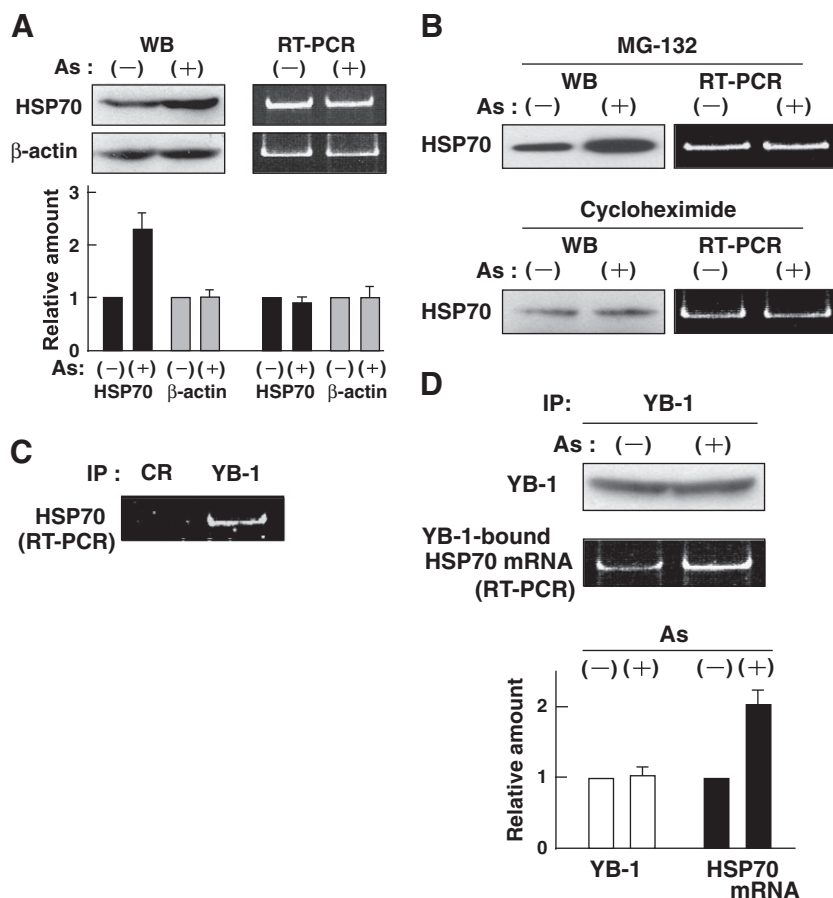 A
WB RT-PCR
As : (−) (+) (−) (+)
HSP70
β-actin
Relative amount
3
2
1
0
As: (−) (+) (−) (+) (−) (+) (−) (+)
HSP70 β-actin HSP70 β-actin
B
MG-132
WB RT-PCR
As : (−) (+) (−) (+)
HSP70
Cycloheximide
WB RT-PCR
As : (−) (+) (−) (+)
HSP70
C
IP : CR YB-1
HSP70
(RT-PCR)
D
IP: YB-1
As : (−) (+)
YB-1
YB-1-bound
HSP70 mRNA
(RT-PCR)
As
(−) (+) (−) (+)
Relative amount
2
1
0
YB-1 HSP70
mRNA